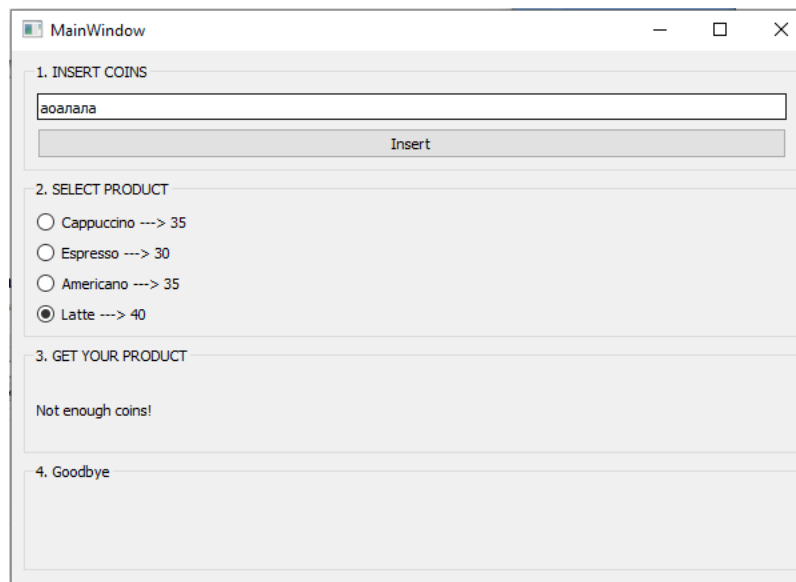 MainWindow
1. INSERT COINS
аоалала
Insert
2. SELECT PRODUCT
Cappuccino ---> 35
Espresso ---> 30
Americano ---> 35
Latte ---> 40
3. GET YOUR PRODUCT
Not enough coins!
4. Goodbye